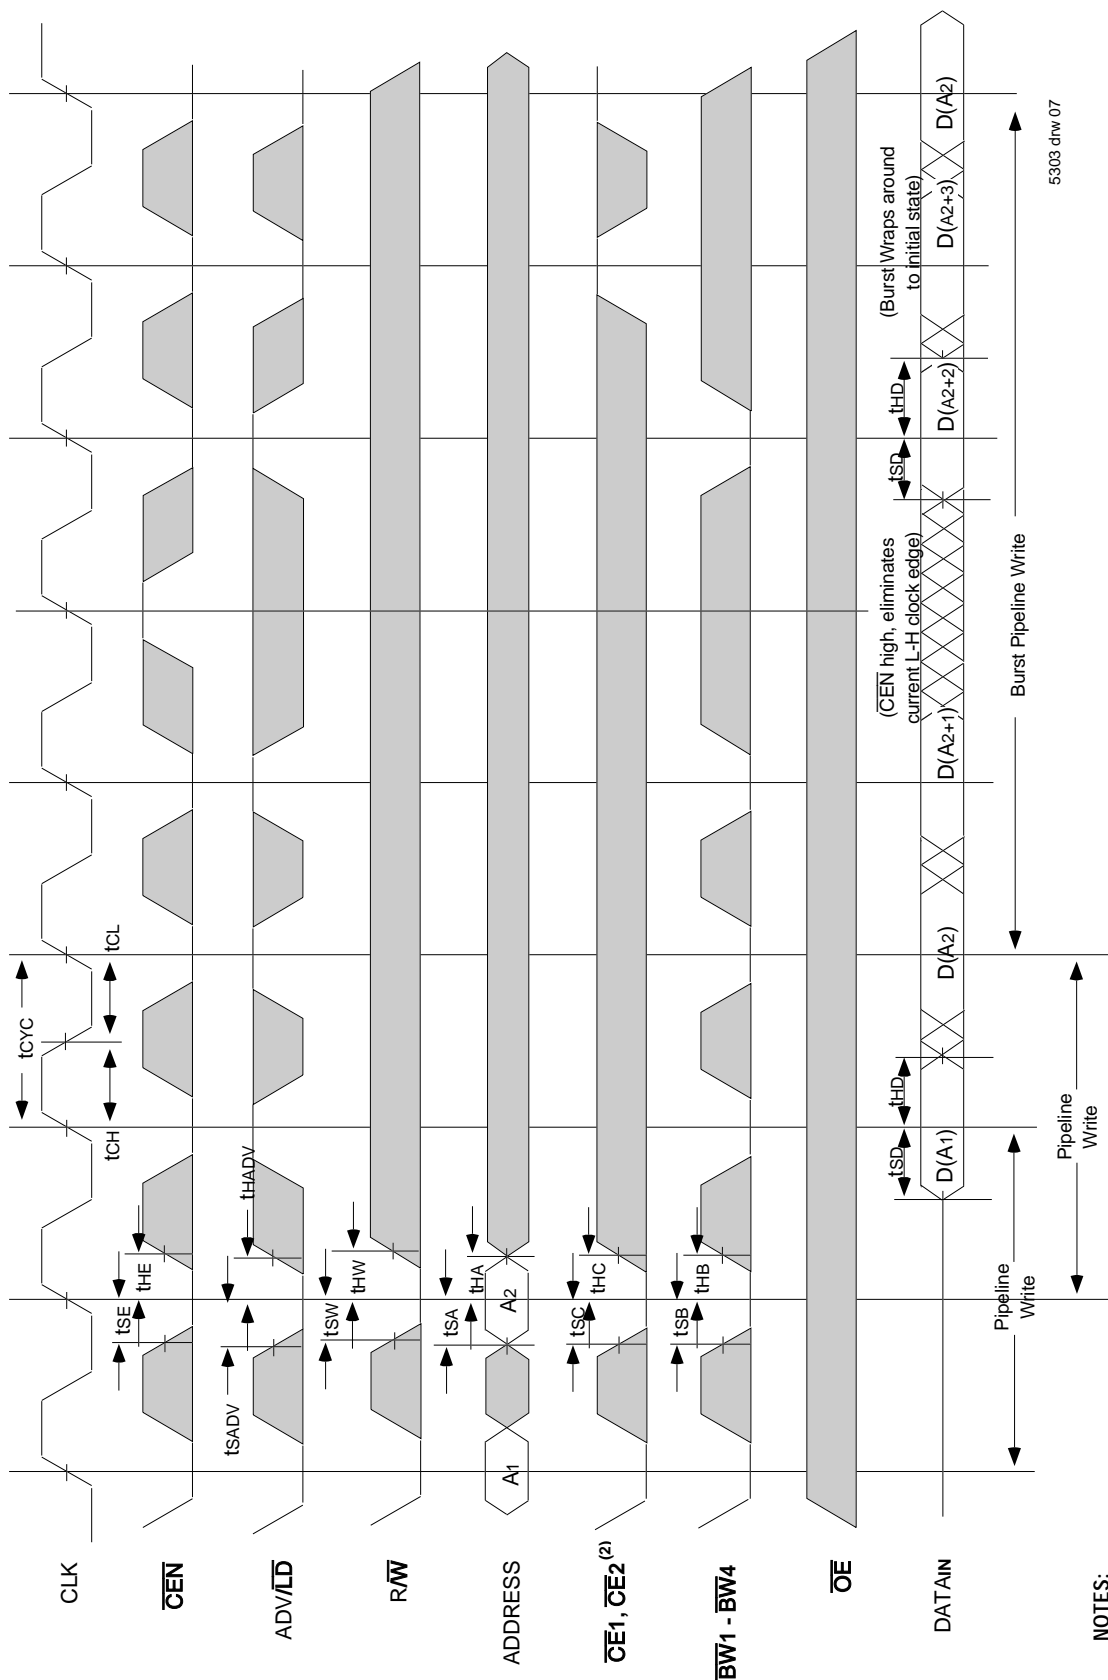 CLK
tCYC
tCH
tCL
CEN
tSE
tHE
ADV/LD
tSADV
tHADV
R/W
tSW
tHW
ADDRESS
A1
A2
tSA
tHA
CE1, CE2(2)
tSC
tHC
BW1 - BW4
tSB
tHB
OE
DATAIN
D(A1)
D(A2)
D(A2+1)
D(A2+2)
D(A2+3)
D(A2)
tSD
tHD
tSD
tHD
(CEN high, eliminates
current L-H clock edge)
(Burst Wraps around
to initial state)
Pipeline
Write
Pipeline
Write
Burst Pipeline Write
5303 drw 07
NOTES: